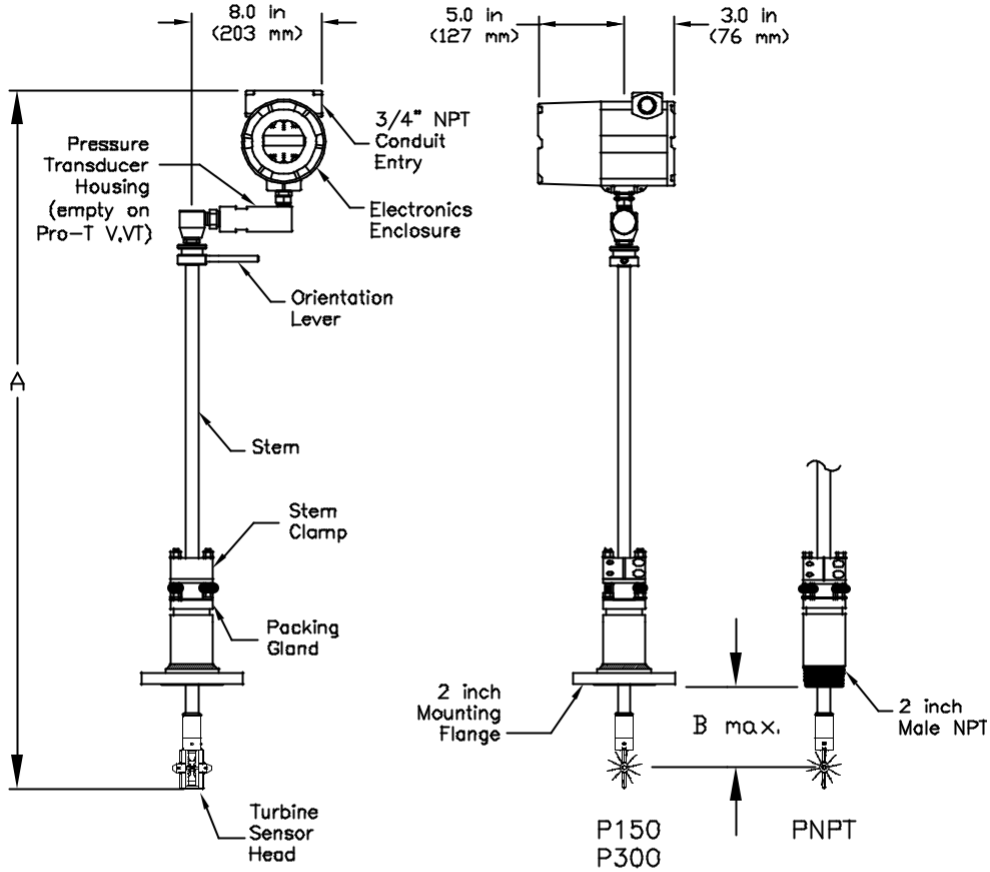 8.0 in
(203 mm)
5.0 in
(127 mm)
3.0 in
(76 mm)
3/4" NPT
Conduit
Entry
Pressure
Transducer
Housing
(empty on
Pro-T V,VT)
Electronics
Enclosure
Orientation
Lever
A
Stem
Stem
Clamp
Packing
Gland
2 inch
Mounting
Flange
B max.
2 inch
Male NPT
Turbine
Sensor
Head
P150
P300
PNPT